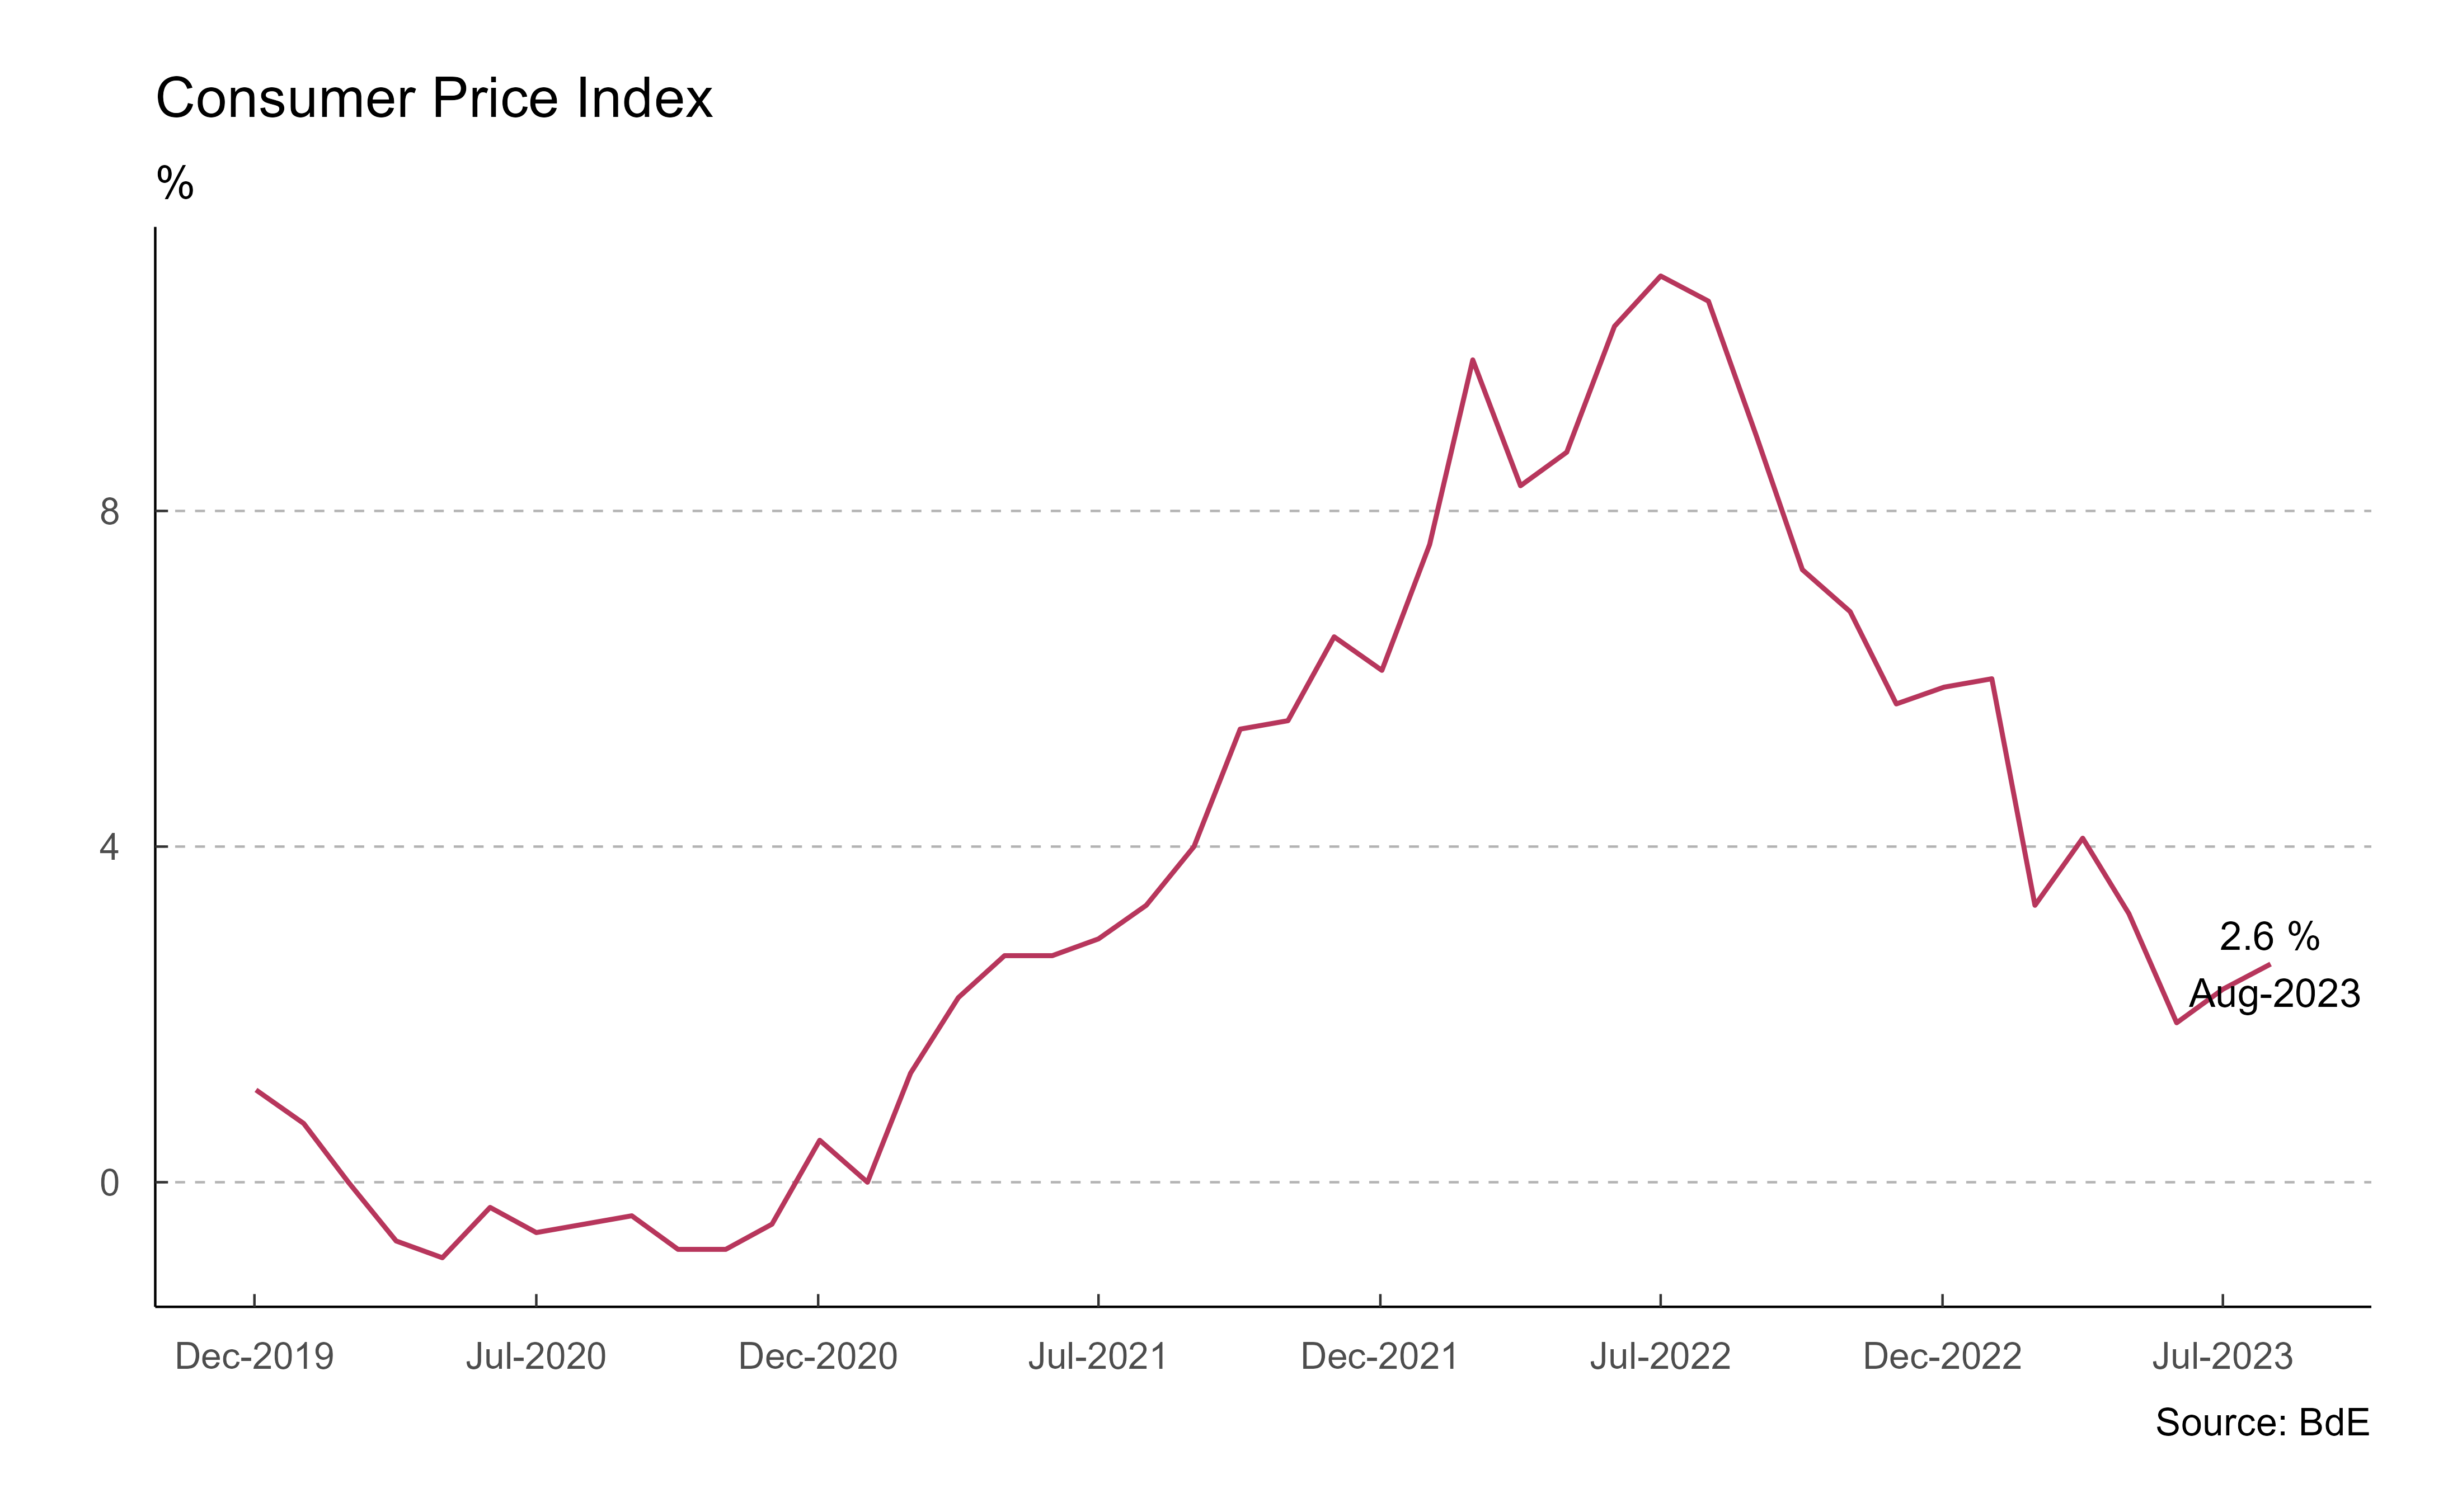 Consumer Price Index
%
8
4
0
2.6 %
Aug-2023
Dec-2019 Jul-2020 Dec-2020 Jul-2021 Dec-2021 Jul-2022 Dec-2022 Jul-2023
Source: BdE